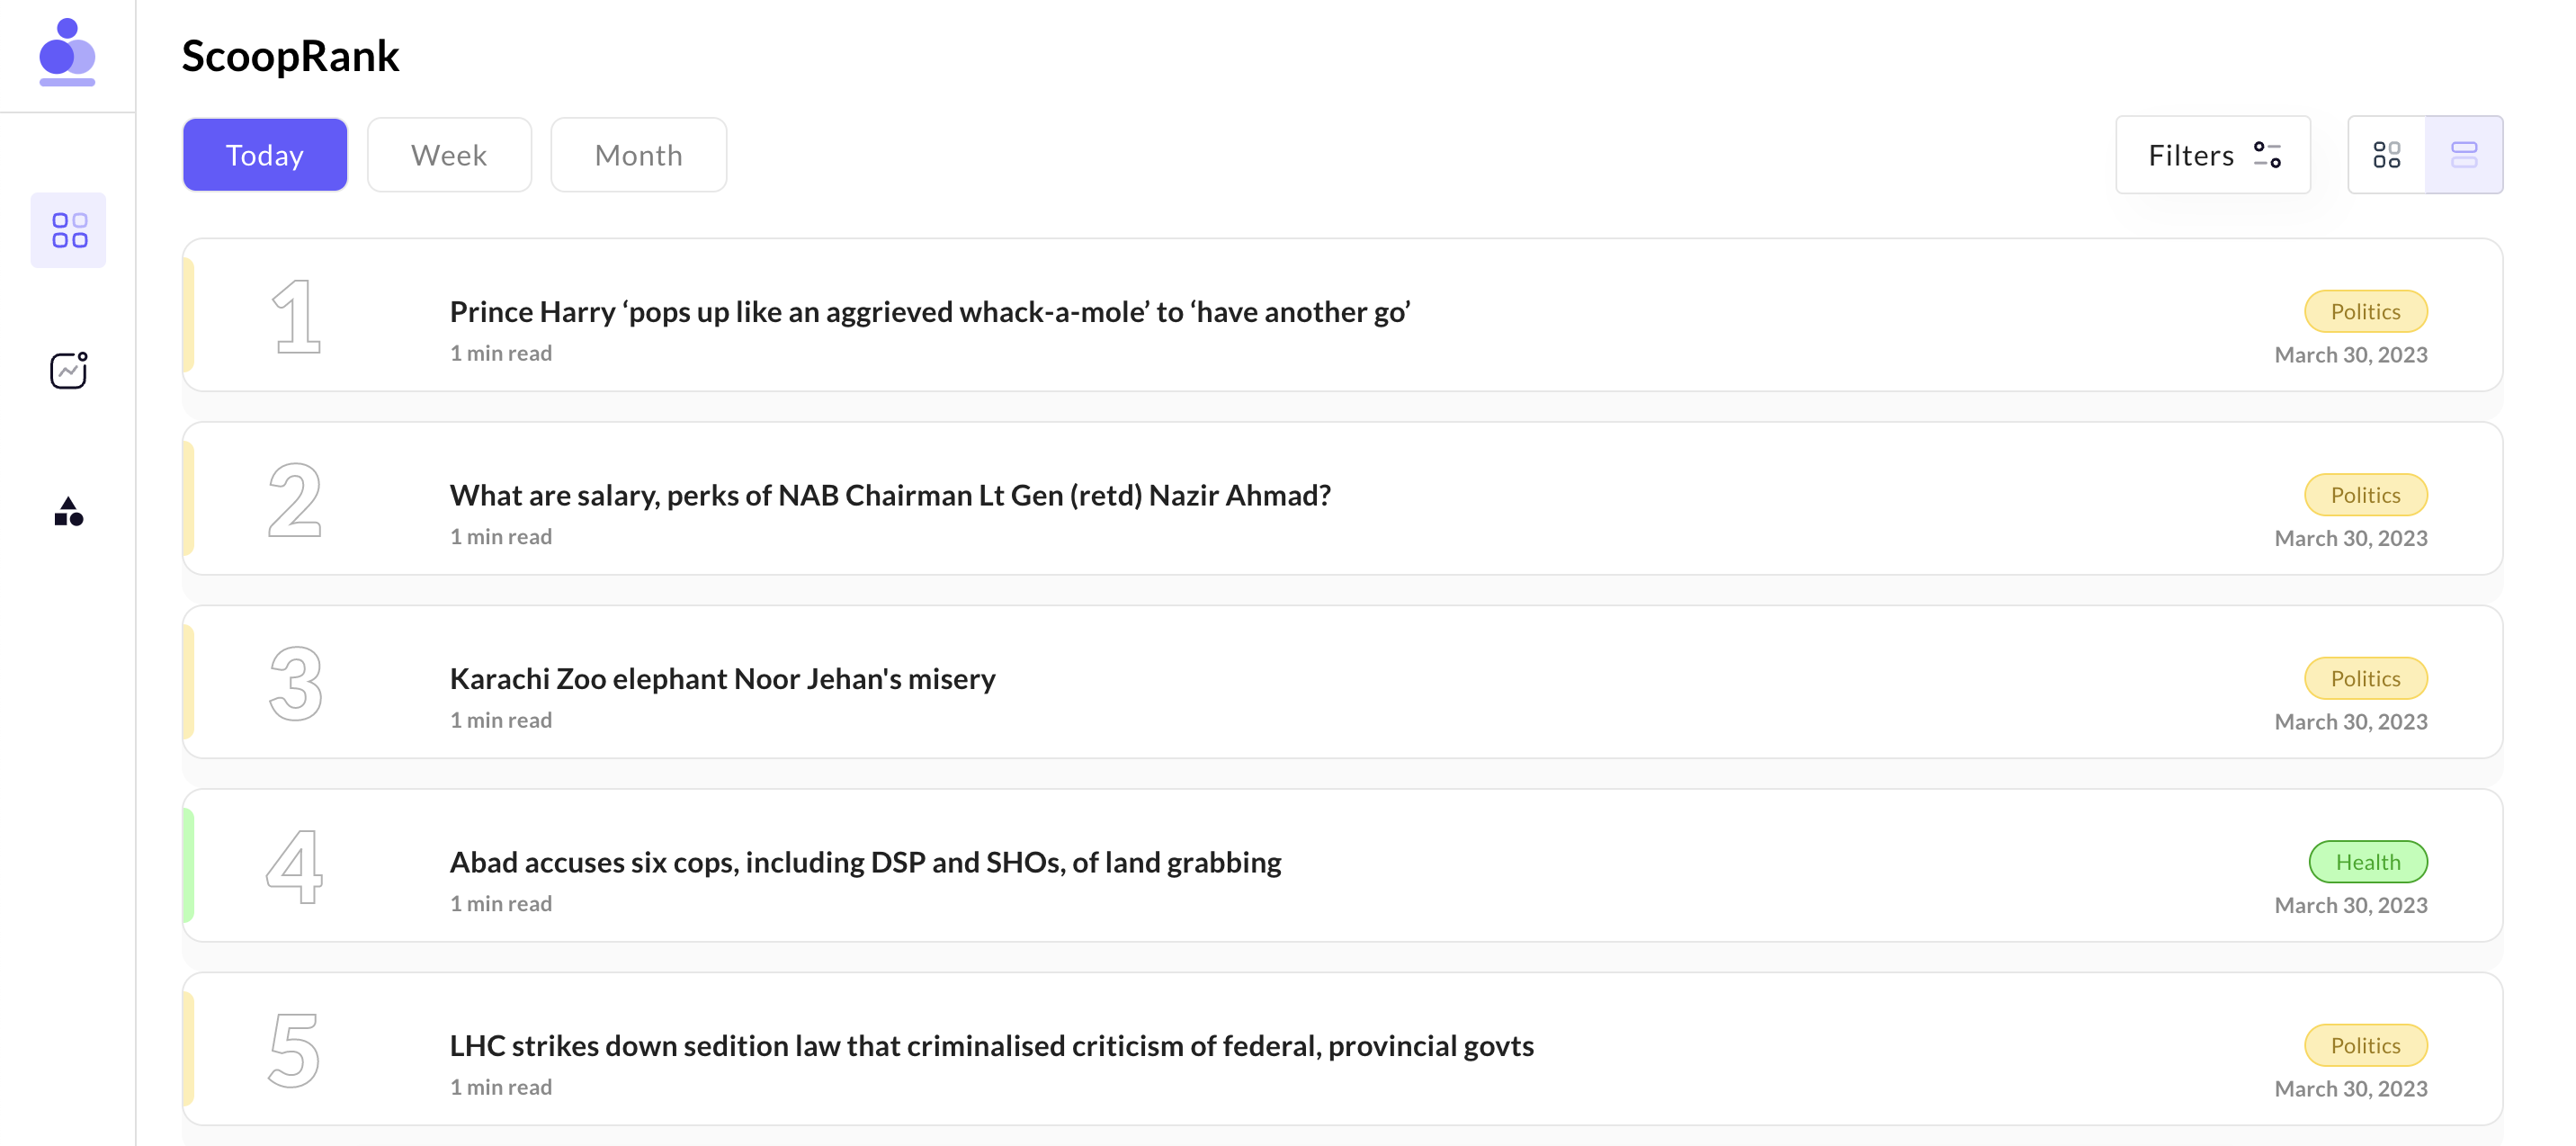 ScoopRank
Today
Week
Month
Filters
1
Prince Harry ‘pops up like an aggrieved whack-a-mole’ to ‘have another go’
1 min read
Politics
March 30, 2023
2
What are salary, perks of NAB Chairman Lt Gen (retd) Nazir Ahmad?
1 min read
Politics
March 30, 2023
3
Karachi Zoo elephant Noor Jehan's misery
1 min read
Politics
March 30, 2023
4
Abad accuses six cops, including DSP and SHOs, of land grabbing
1 min read
Health
March 30, 2023
5
LHC strikes down sedition law that criminalised criticism of federal, provincial govts
1 min read
Politics
March 30, 2023